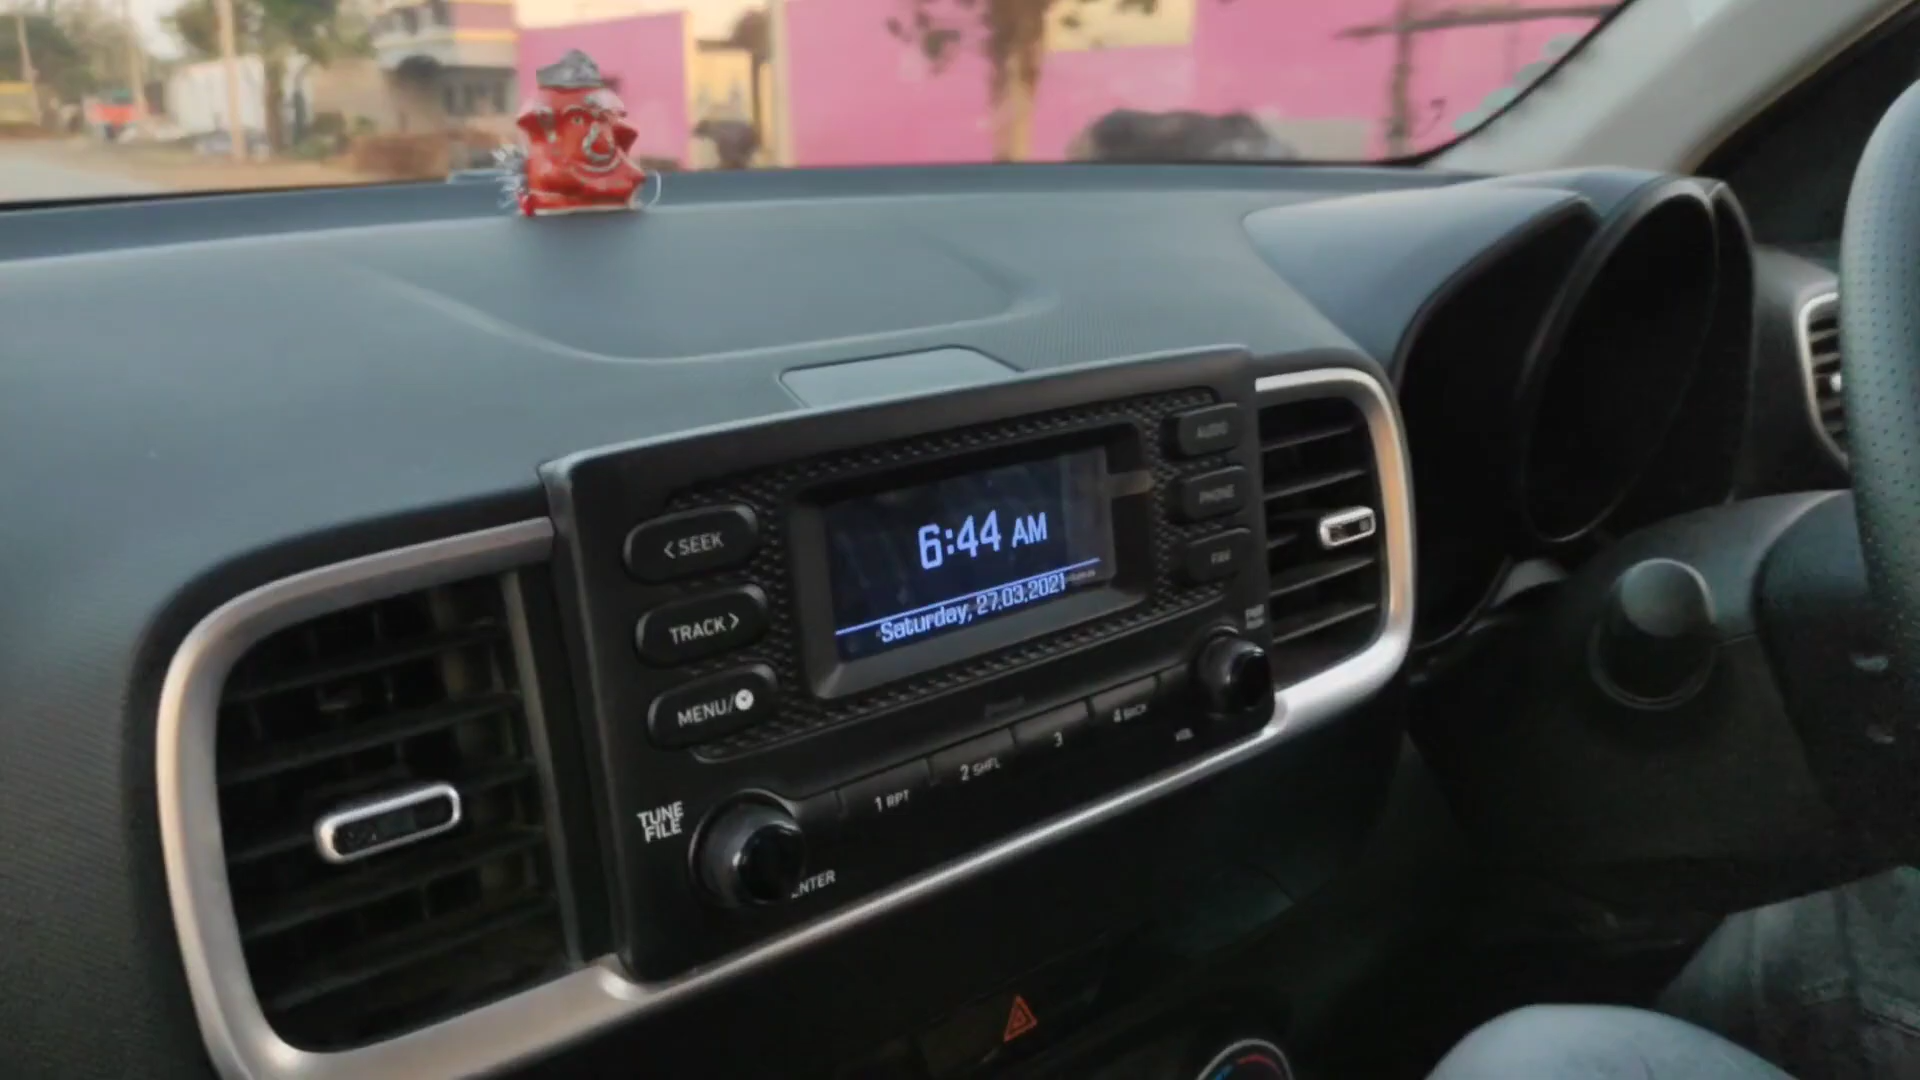 AUDIO
< SEEK
6:44 AM
PHONE
Saturday, 27.03.2021
TRACK >
FAV
MENU/
4 BACK
3
VOL
2 SHFL
1 RPT
TUNE
FILE
ENTER